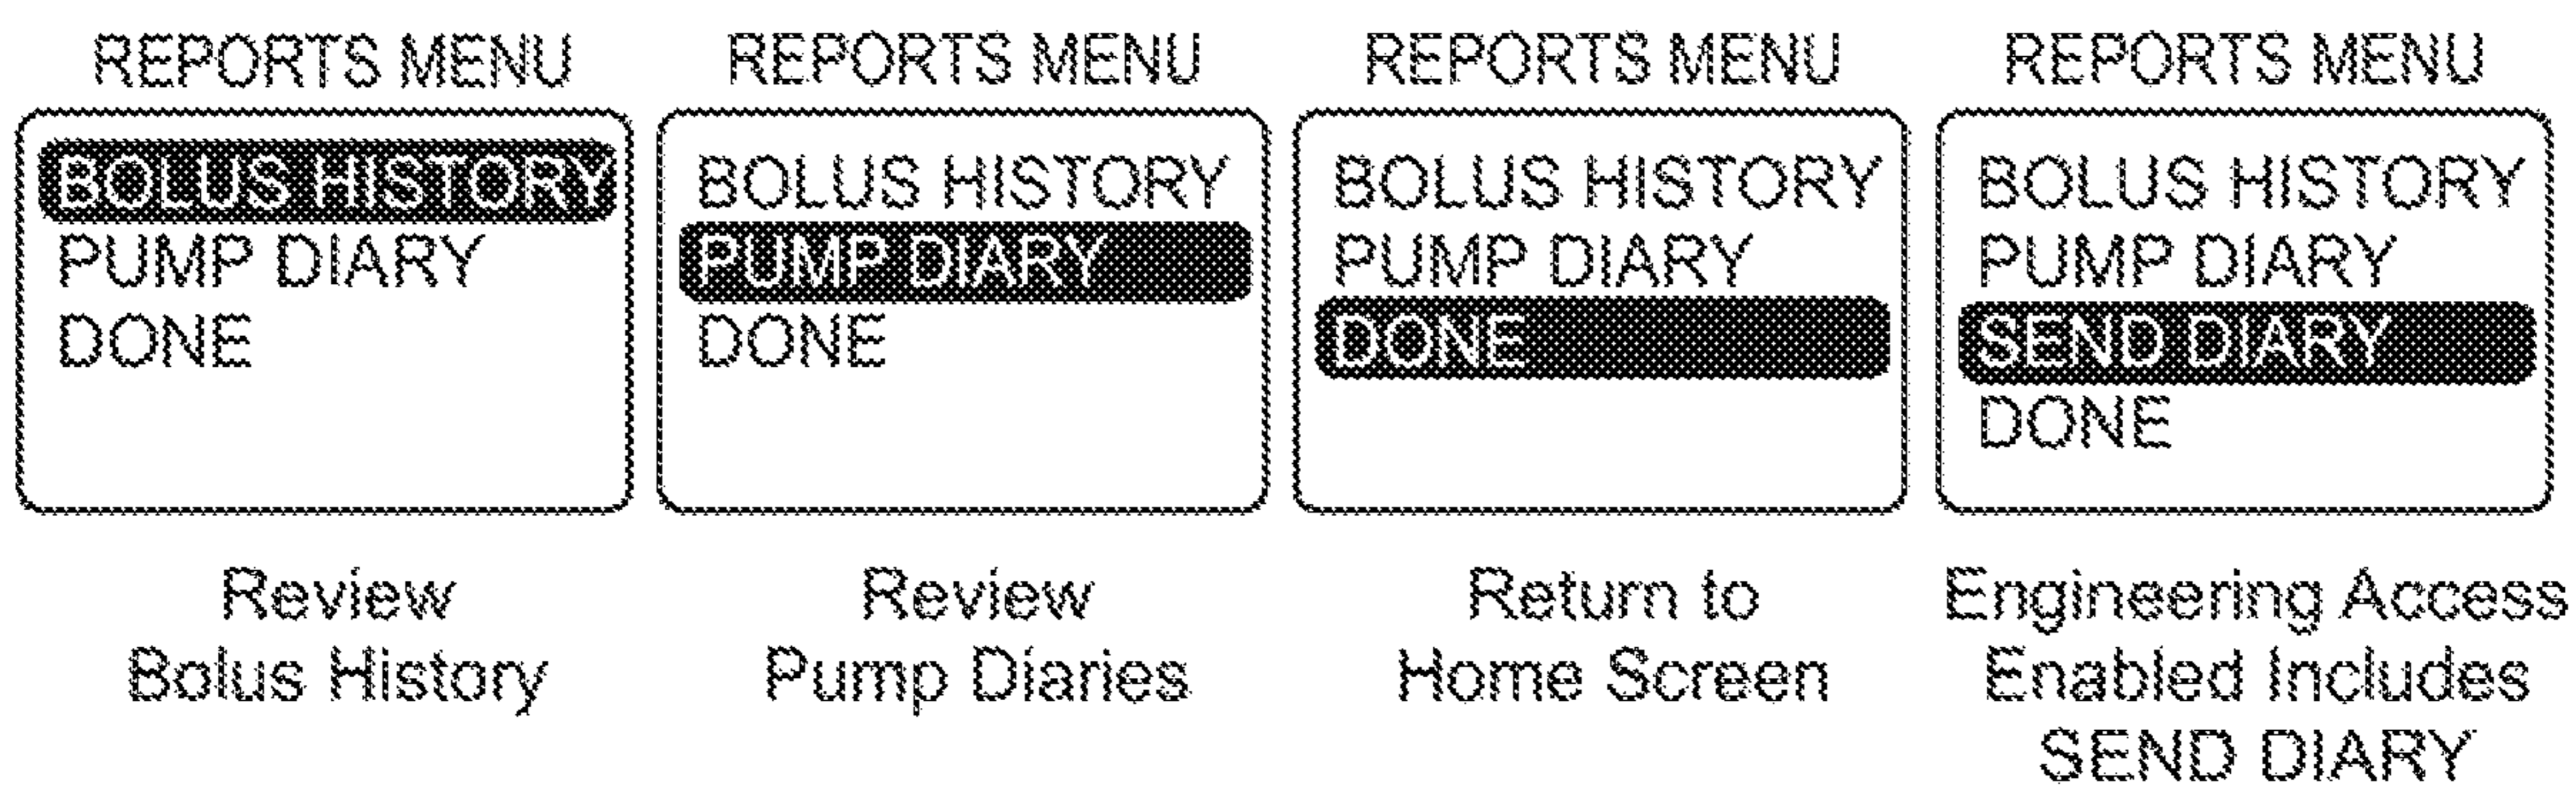 REPORTS MENU
BOLUS HISTORY
PUMP DIARY
DONE
Review
Bolus History
REPORTS MENU
BOLUS HISTORY
PUMP DIARY
DONE
Review
Pump Diaries
REPORTS MENU
BOLUS HISTORY
PUMP DIARY
DONE
Return to
Home Screen
REPORTS MENU
BOLUS HISTORY
PUMP DIARY
SEND DIARY
DONE
Engineering Access
Enabled Includes
SEND DIARY